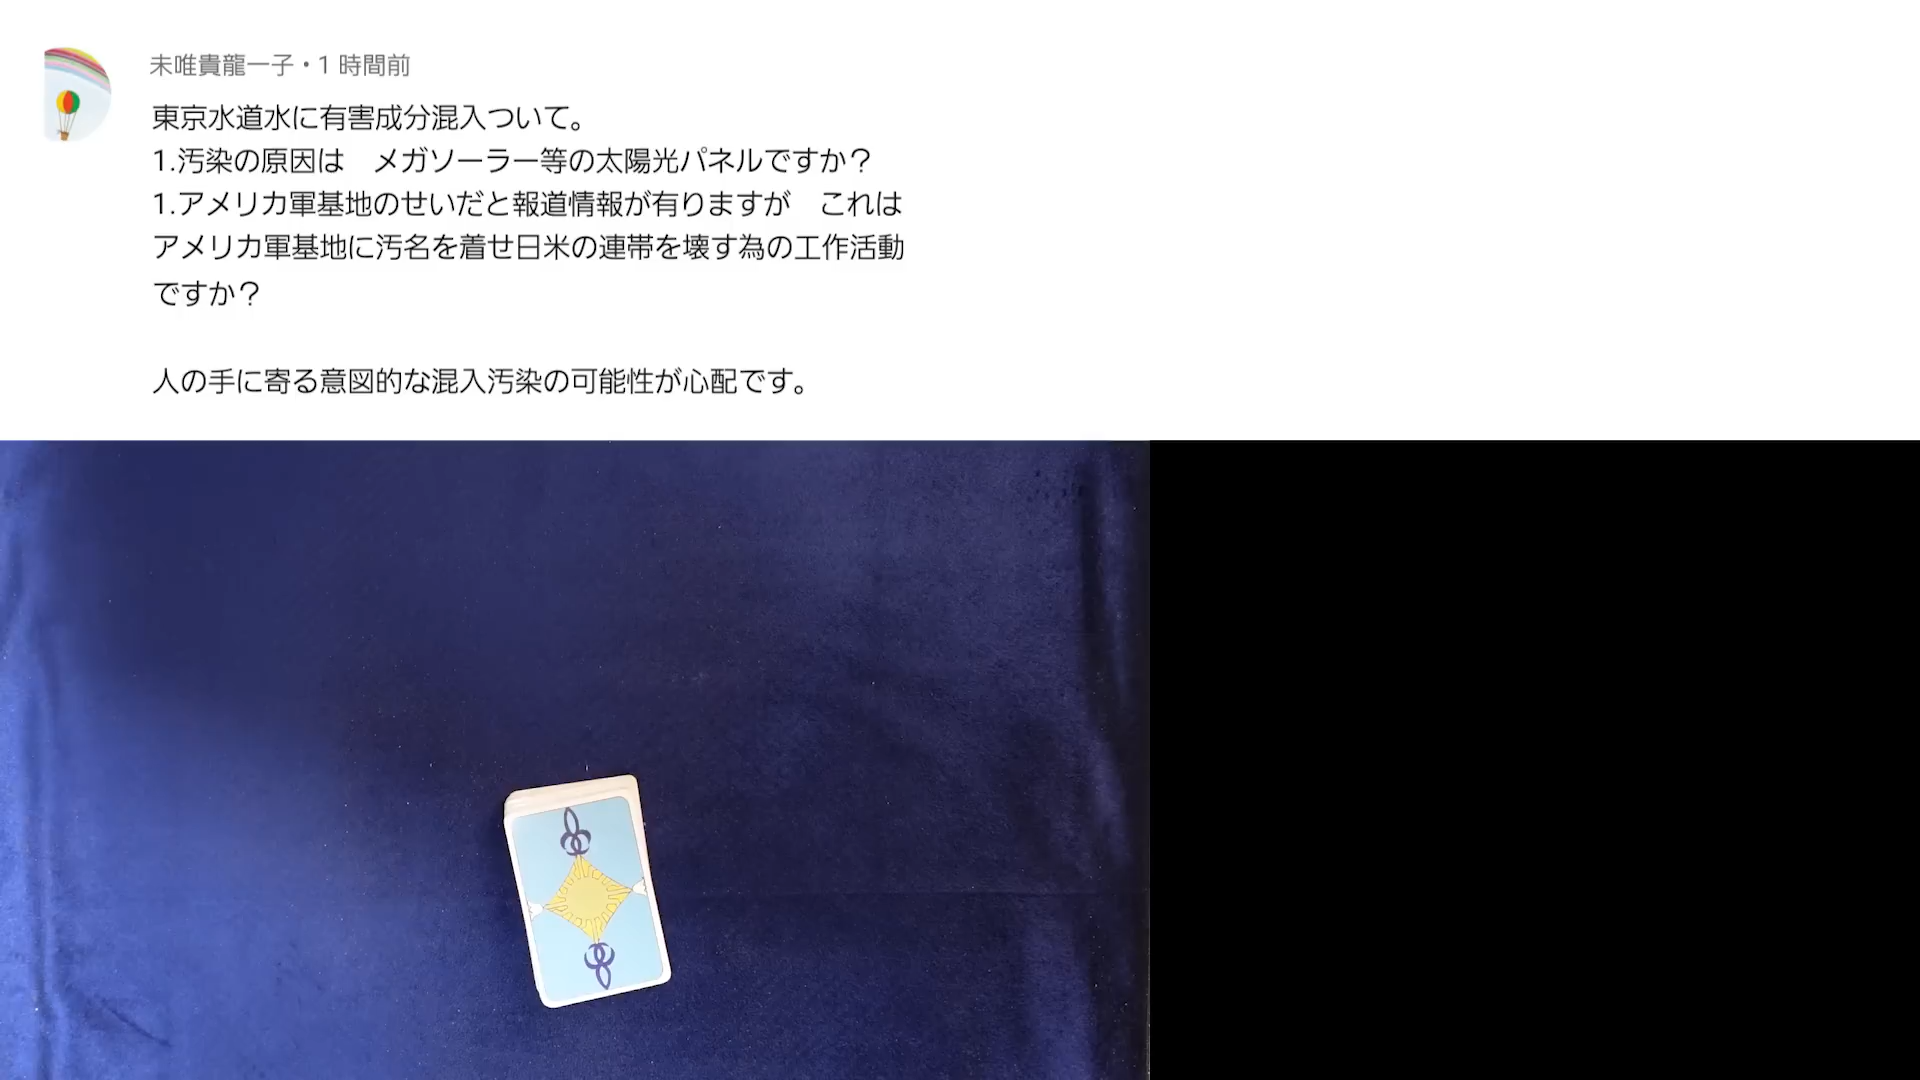 未唯貴龍一子・1 時間前
東京水道水に有害成分混入ついて。
1.汚染の原因は　メガソーラー等の太陽光パネルですか？
1.アメリカ軍基地のせいだと報道情報が有りますが　これは
アメリカ軍基地に汚名を着せ日米の連帯を壊す為の工作活動
ですか？
人の手に寄る意図的な混入汚染の可能性が心配です。